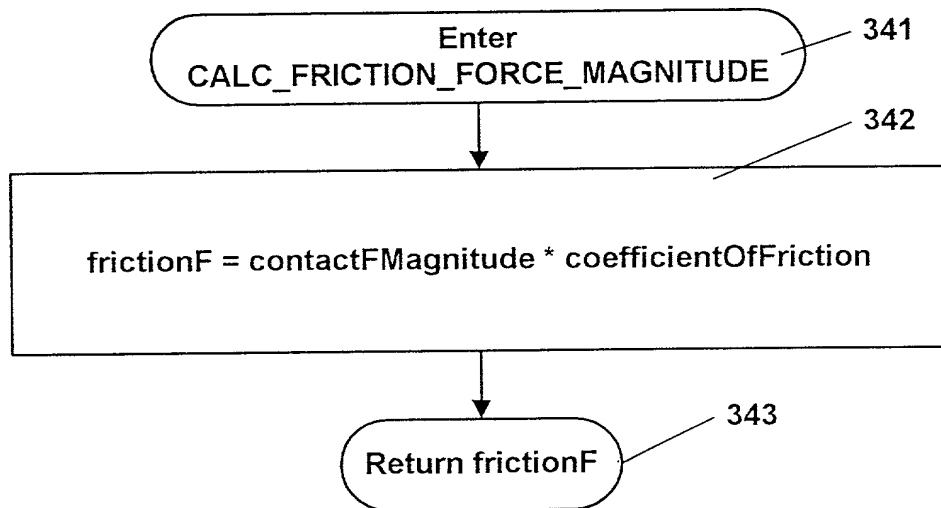 Enter
CALC_FRICTION_FORCE_MAGNITUDE
341
342
frictionF = contactFMagnitude * coefficientOfFriction
343
Return frictionF